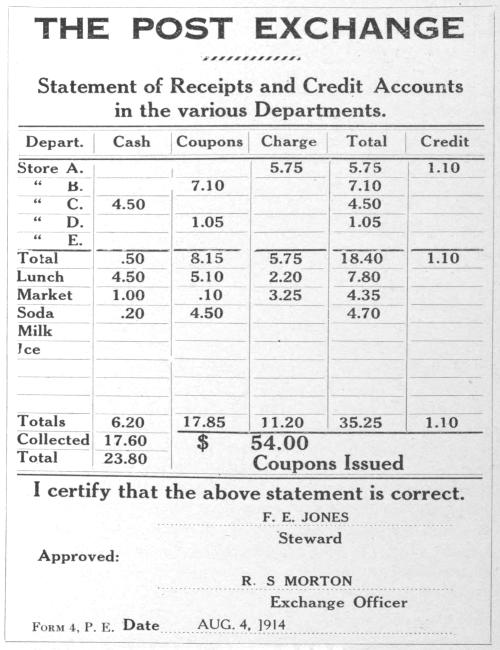 THE POST EXCHANGE
Statement of Receipts and Credit Accounts
in the various Departments.
Depart. Cash Coupons Charge Total Credit
Store A. 5.75 5.75 1.10
“ B. 7.10 7.10
“ C. 4.50 4.50
“ D. 1.05 1.05
“ E.
Total .50 8.15 5.75 18.40 1.10
Lunch 4.50 5.10 2.20 7.80
Market 1.00 .10 3.25 4.35
Soda .20 4.50 4.70
Milk
Ice
Totals 6.20 17.85 11.20 35.25 1.10
Collected 17.60 $ 54.00
Total 23.80 Coupons Issued
I certify that the above statement is correct.
F. E. JONES
Steward
Approved:
R. S MORTON
Exchange Officer
FORM 4, P. E. Date AUG. 4, 1914